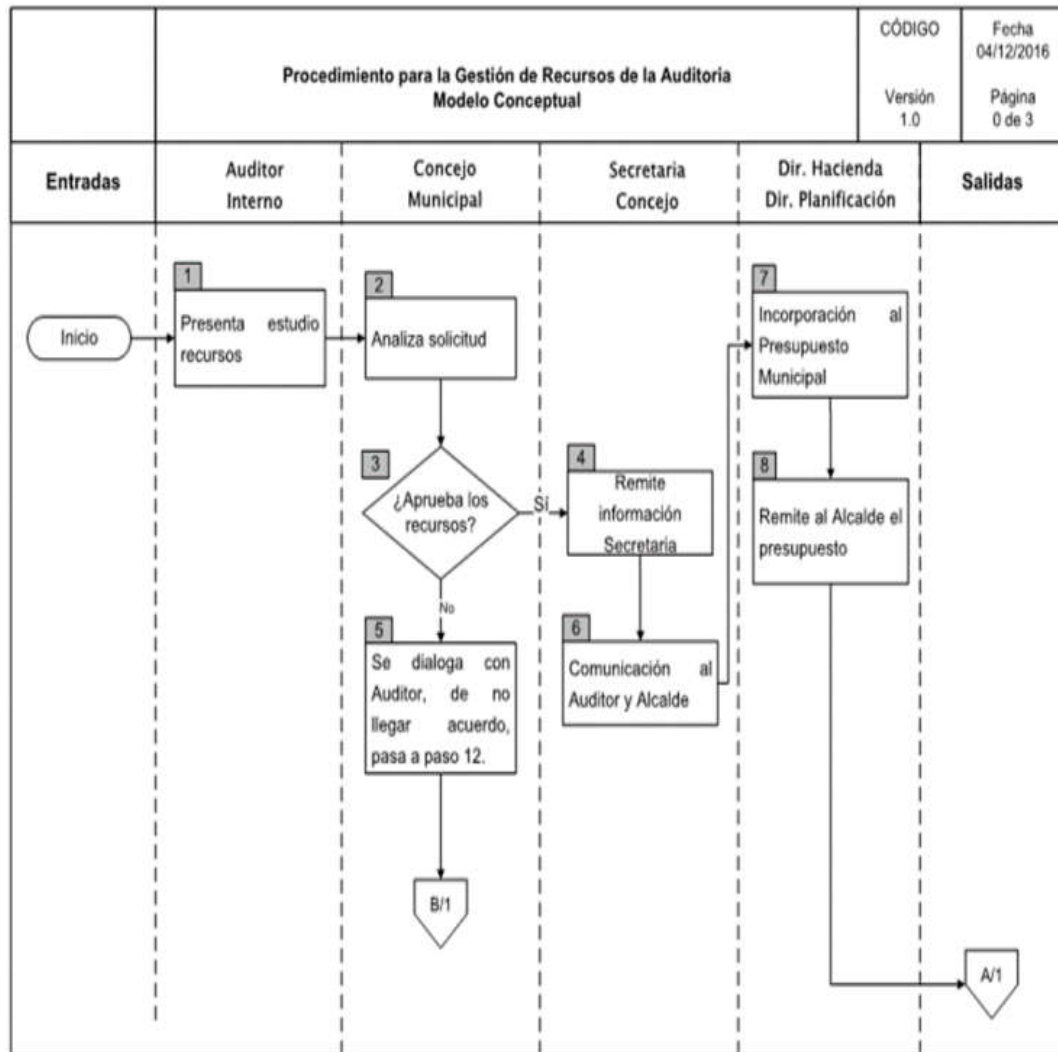 Procedimiento para la Gestión de Recursos de la Auditoria
Modelo Conceptual
CÓDIGO
Versión
1.0
Fecha
04/12/2016
Página
0 de 3
Entradas
Auditor
Interno
Concejo
Municipal
Secretaria
Concejo
Dir. Hacienda
Dir. Planificación
Salidas
Inicio
1
Presenta estudio
recursos
2
Analiza solicitud
3
¿Aprueba los
recursos?
Sí
No
4
Remite
información
Secretaria
5
Se dialoga con
Auditor, de no
llegar acuerdo,
pasa a paso 12.
6
Comunicación al
Auditor y Alcalde
7
Incorporación al
Presupuesto
Municipal
8
Remite al Alcalde el
presupuesto
B/1
A/1